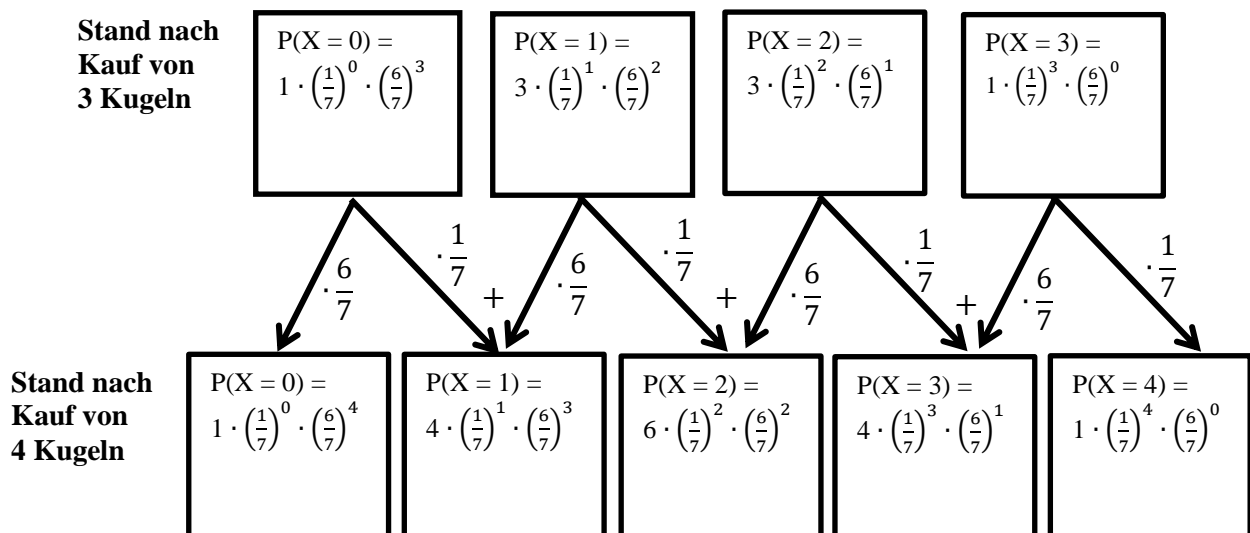 Stand nach
Kauf von
3 Kugeln
P(X = 0) =
1 · (1/7)^0 · (6/7)^3
P(X = 1) =
3 · (1/7)^1 · (6/7)^2
P(X = 2) =
3 · (1/7)^2 · (6/7)^1
P(X = 3) =
1 · (1/7)^3 · (6/7)^0
· 6/7
· 1/7
+
· 6/7
· 1/7
+
· 6/7
· 1/7
+
· 6/7
· 1/7
Stand nach
Kauf von
4 Kugeln
P(X = 0) =
1 · (1/7)^0 · (6/7)^4
P(X = 1) =
4 · (1/7)^1 · (6/7)^3
P(X = 2) =
6 · (1/7)^2 · (6/7)^2
P(X = 3) =
4 · (1/7)^3 · (6/7)^1
P(X = 4) =
1 · (1/7)^4 · (6/7)^0